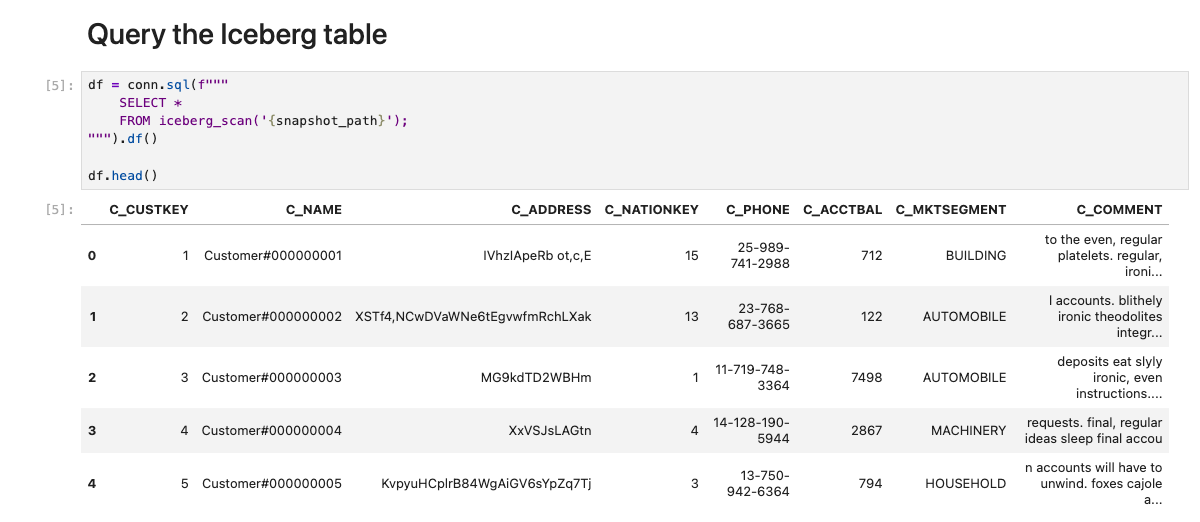 Query the Iceberg table
[5]:
df = conn.sql(f"""
SELECT *
FROM iceberg_scan('{snapshot_path}');
""").df()
df.head()
[5]:
C_CUSTKEY C_NAME C_ADDRESS C_NATIONKEY C_PHONE C_ACCTBAL C_MKTSEGMENT C_COMMENT
0 1 Customer#000000001 IVhzIApeRb ot,c,E 15 25-989-741-2988 712 BUILDING to the even, regular platelets. regular, ironi...
1 2 Customer#000000002 XSTf4,NCwDVaWNe6tEgvwfmRchLXak 13 23-768-687-3665 122 AUTOMOBILE l accounts. blithely ironic theodolites integr...
2 3 Customer#000000003 MG9kdTD2WBHm 1 11-719-748-3364 7498 AUTOMOBILE deposits eat slyly ironic, even instructions....
3 4 Customer#000000004 XxVSJsLAGtn 4 14-128-190-5944 2867 MACHINERY requests. final, regular ideas sleep final accou
4 5 Customer#000000005 KvpyuHCplrB84WgAiGV6sYpZq7Tj 3 13-750-942-6364 794 HOUSEHOLD n accounts will have to unwind. foxes cajole a...